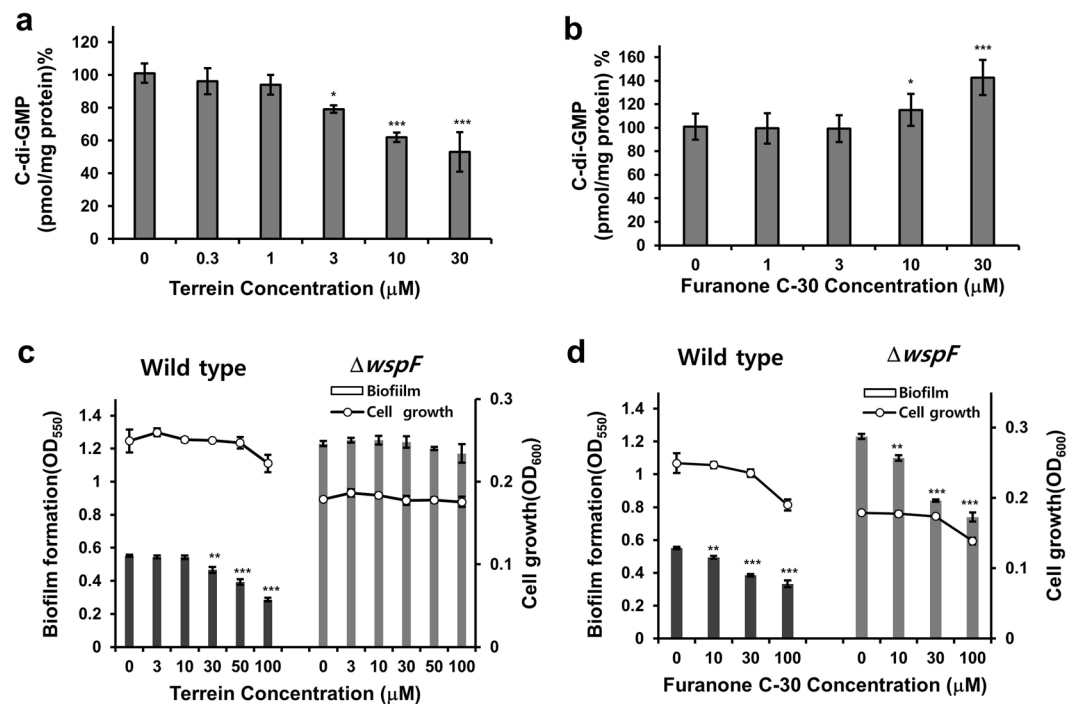 a
C-di-GMP
(pmol/mg protein)%
120
100
80
60
40
20
0
*
***
***
0 0.3 1 3 10 30
Terrein Concentration (μM)
b
C-di-GMP
(pmol/mg protein) %
160
140
120
100
80
60
40
20
0
*
***
0 1 3 10 30
Furanone C-30 Concentration (μM)
c
Wild type
ΔwspF
Biofiilm
Cell growth
Biofilm formation(OD550)
1.4
1.2
1
0.8
0.6
0.4
0.2
0
**
***
***
0.3
0.2
0.1
0
Cell growth(OD600)
0 3 10 30 50 100 0 3 10 30 50 100
Terrein Concentration (μM)
d
Wild type
ΔwspF
Biofilm
Cell growth
Biofilm formation(OD550)
1.4
1.2
1
0.8
0.6
0.4
0.2
0
**
***
***
**
***
***
0.3
0.2
0.1
0
Cell growth(OD600)
0 10 30 100 0 10 30 100
Furanone C-30 Concentration (μM)